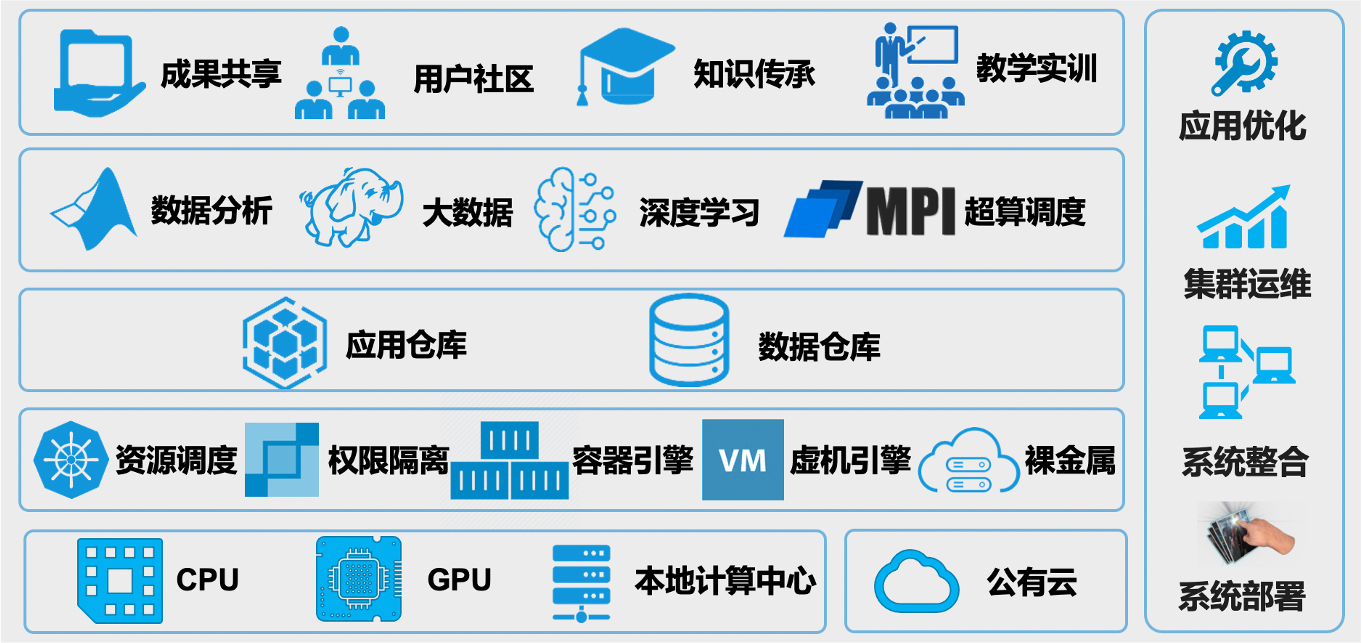 成果共享
用户社区
知识传承
教学实训
数据分析
大数据
深度学习
MPI 超算调度
应用仓库
数据仓库
资源调度
权限隔离
容器引擎
VM
虚机引擎
裸金属
CPU
GPU
本地计算中心
公有云
应用优化
集群运维
系统整合
系统部署